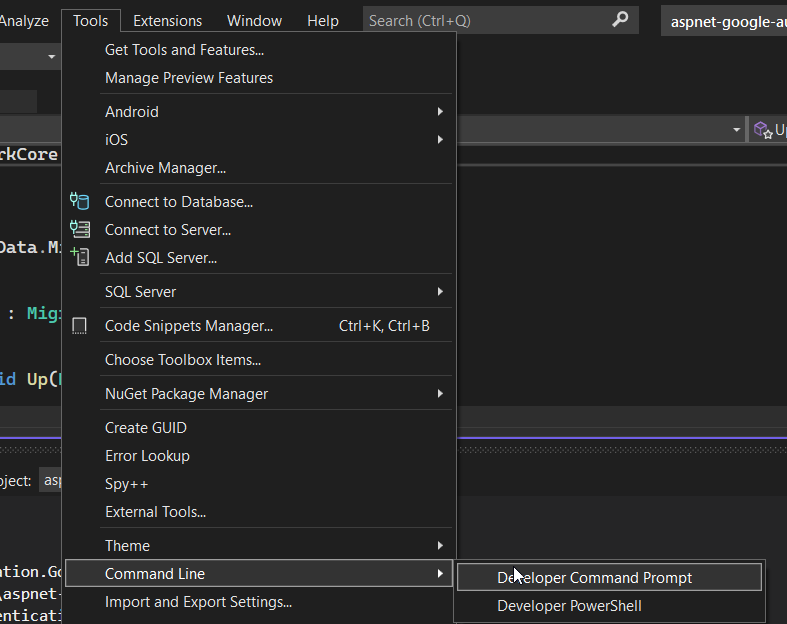 Analyze Tools Extensions Window Help Search (Ctrl+Q) aspnet-google-au
Get Tools and Features...
Manage Preview Features
Android
iOS
Archive Manager...
rkCore
Connect to Database...
Connect to Server...
Data.Mi
Add SQL Server...
SQL Server
: Migr
Code Snippets Manager... Ctrl+K, Ctrl+B
Choose Toolbox Items...
id Up(
NuGet Package Manager
Create GUID
Error Lookup
Spy++
oject: asp
External Tools...
Theme
ation.Go
Command Line
Developer Command Prompt
\aspnet-
Import and Export Settings...
Developer PowerShell
enticati